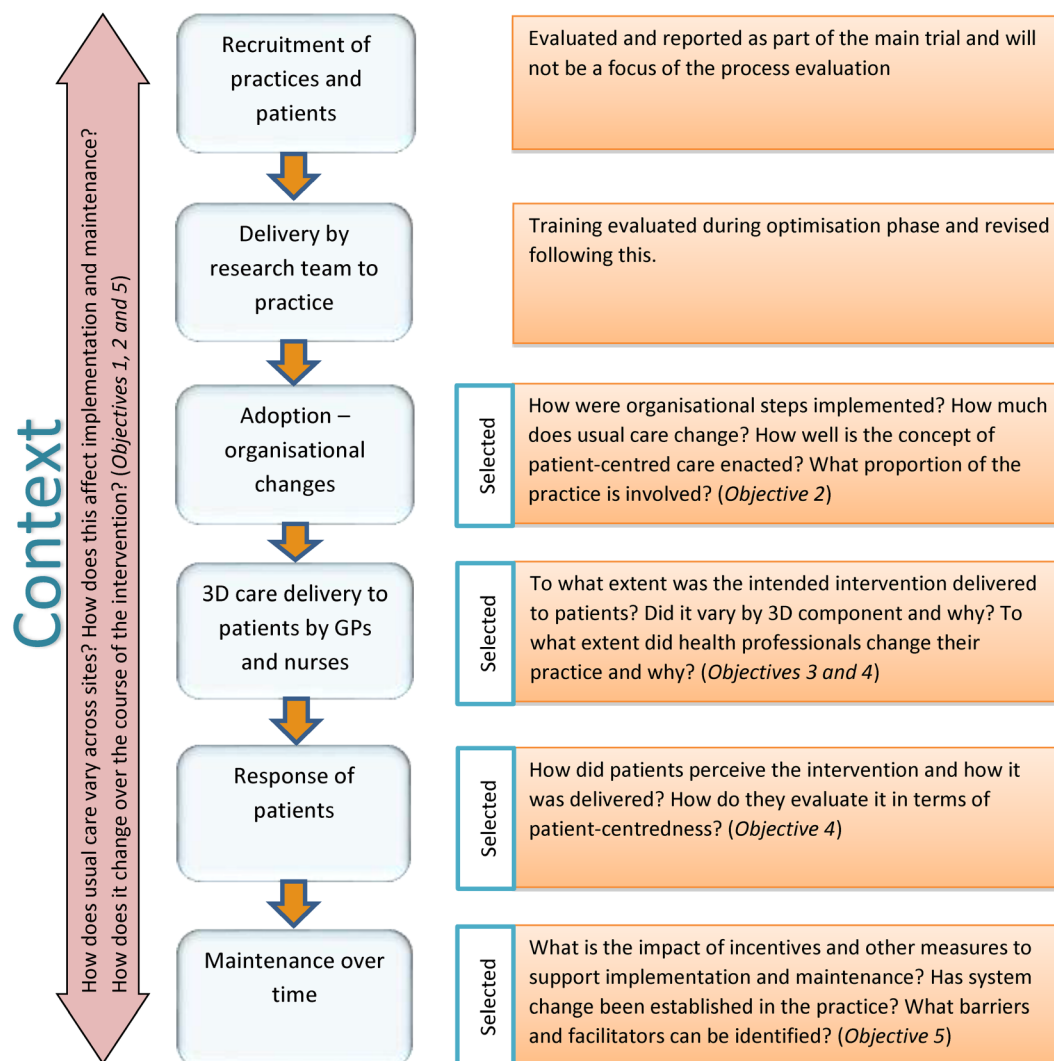 Context
How does usual care vary across sites? How does this affect implementation and maintenance?
How does it change over the course of the intervention? (Objectives 1, 2 and 5)
Recruitment of
practices and
patients
Evaluated and reported as part of the main trial and will
not be a focus of the process evaluation
Delivery by
research team to
practice
Training evaluated during optimisation phase and revised
following this.
Adoption –
organisational
changes
Selected
How were organisational steps implemented? How much
does usual care change? How well is the concept of
patient-centred care enacted? What proportion of the
practice is involved? (Objective 2)
3D care delivery to
patients by GPs
and nurses
Selected
To what extent was the intended intervention delivered
to patients? Did it vary by 3D component and why? To
what extent did health professionals change their
practice and why? (Objectives 3 and 4)
Response of
patients
Selected
How did patients perceive the intervention and how it
was delivered? How do they evaluate it in terms of
patient-centredness? (Objective 4)
Maintenance over
time
Selected
What is the impact of incentives and other measures to
support implementation and maintenance? Has system
change been established in the practice? What barriers
and facilitators can be identified? (Objective 5)